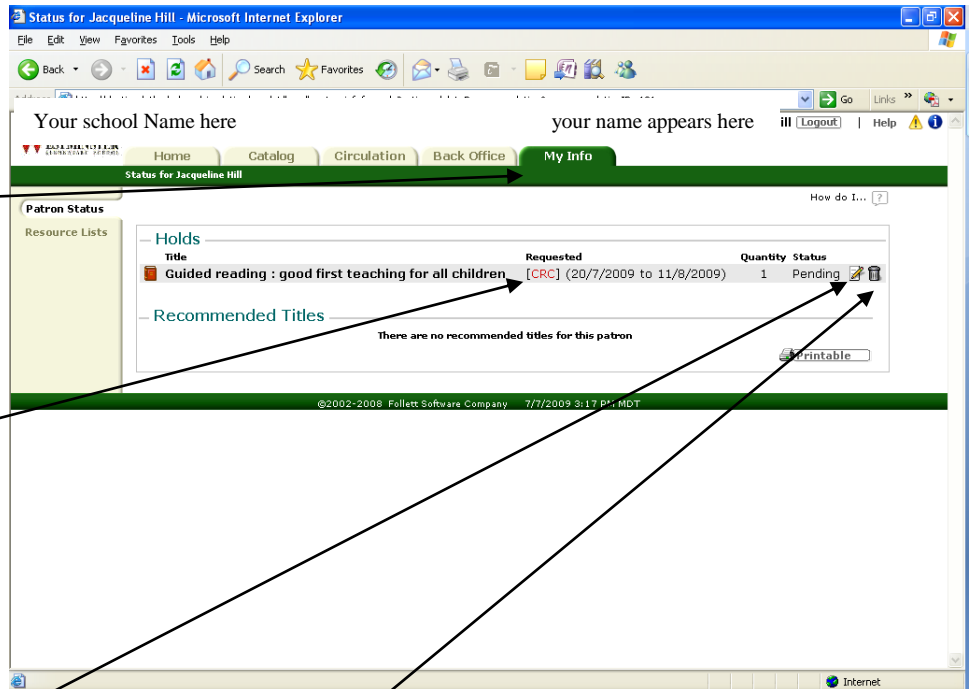 Status for Jacqueline Hill - Microsoft Internet Explorer
File Edit View Favorites Tools Help
Back Search Favorites
Go Links »
Your school Name here your name appears here ill Logout | Help
Home Catalog Circulation Back Office My Info
Status for Jacqueline Hill
How do I... ?
Patron Status
Resource Lists
Holds
Title Requested Quantity Status
Guided reading : good first teaching for all children [CRC] (20/7/2009 to 11/8/2009) 1 Pending
Recommended Titles
There are no recommended titles for this patron
Printable
©2002-2008 Follett Software Company 7/7/2009 3:17 PM MDT
Internet